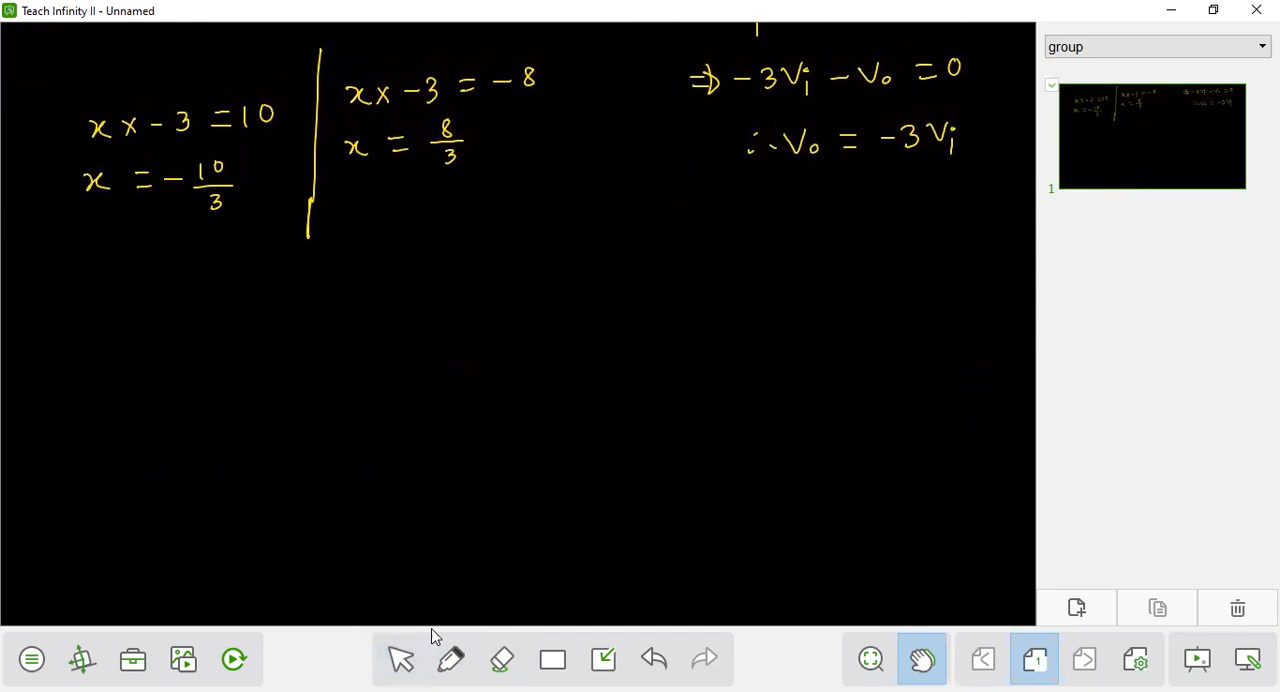 Teach Infinity II - Unnamed
group
x × - 3 = 10
x = - 10/3
x × - 3 = - 8
x = 8/3
⇒ - 3Vi - Vo = 0
∴ Vo = - 3Vi
1
1